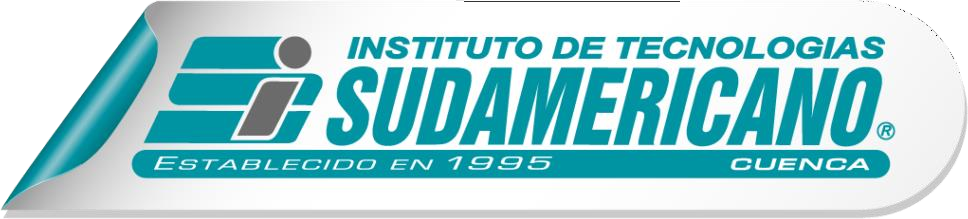 INSTITUTO DE TECNOLOGIAS
SUDAMERICANO®
ESTABLECIDO EN 1995 CUENCA